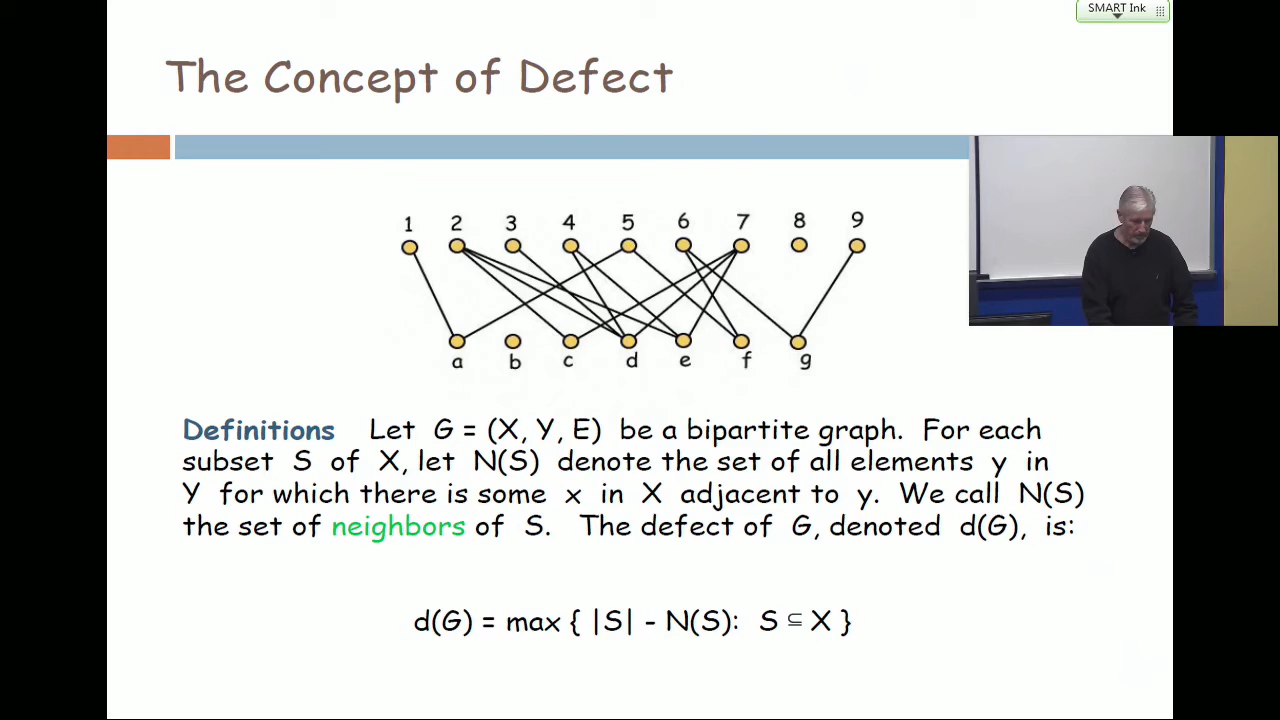 SMART Ink
The Concept of Defect
1 2 3 4 5 6 7 8 9
a b c d e f g
Definitions Let G = (X, Y, E) be a bipartite graph. For each
subset S of X, let N(S) denote the set of all elements y in
Y for which there is some x in X adjacent to y. We call N(S)
the set of neighbors of S. The defect of G, denoted d(G), is:
d(G) = max { |S| - N(S): S ⊆ X }